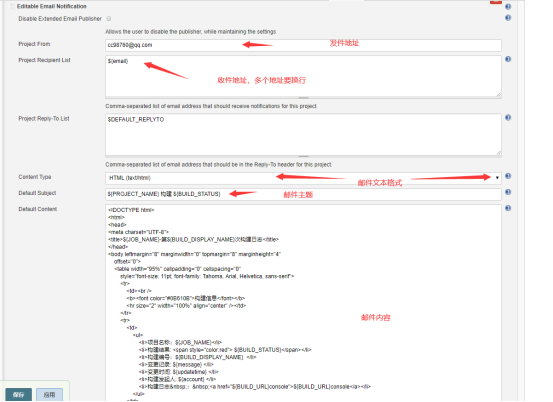 Editable Email Notification
Disable Extended Email Publisher
Allows the user to disable the publisher, while maintaining the settings
Project From
cc98760@qq.com
发件地址
Project Recipient List
${email}
收件地址，多个地址要换行
Comma-separated list of email address that should receive notifications for this project.
Project Reply-To List
$DEFAULT_REPLYTO
Comma-separated list of email address that should be in the Reply-To header for this project.
Content Type
HTML (text/html)
邮件文本格式
Default Subject
${PROJECT_NAME} 构建 ${BUILD_STATUS}
邮件主题
Default Content
<!DOCTYPE html>
<html>
<head>
<meta charset="UTF-8">
<title>${JOB_NAME}-第${BUILD_DISPLAY_NAME}次构建日志</title>
</head>
<body leftmargin="8" marginwidth="0" topmargin="8" marginheight="4"
offset="0">
<table width="95%" cellpadding="0" cellspacing="0"
style="font-size: 11pt; font-family: Tahoma, Arial, Helvetica, sans-serif">
<tr>
<td><br />
<b><font color="#0B610B">构建信息</font></b>
<hr size="2" width="100%" align="center" /></td>
</tr>
<tr>
<td>
<ul>
<li>项目名称：${JOB_NAME}</li>
<li>构建结果: <span style="color:red"> ${BUILD_STATUS}</span></li>
<li>构建编号：${BUILD_DISPLAY_NAME} </li>
<li>变更记录: ${message} </li>
<li>变更时间: ${updatetime} </li>
<li>构建发起人: ${account} </li>
<li>构建日志&nbsp;: &nbsp;<a href="${BUILD_URL}console">${BUILD_URL}console</a></li>
</ul>
邮件内容
保存
应用